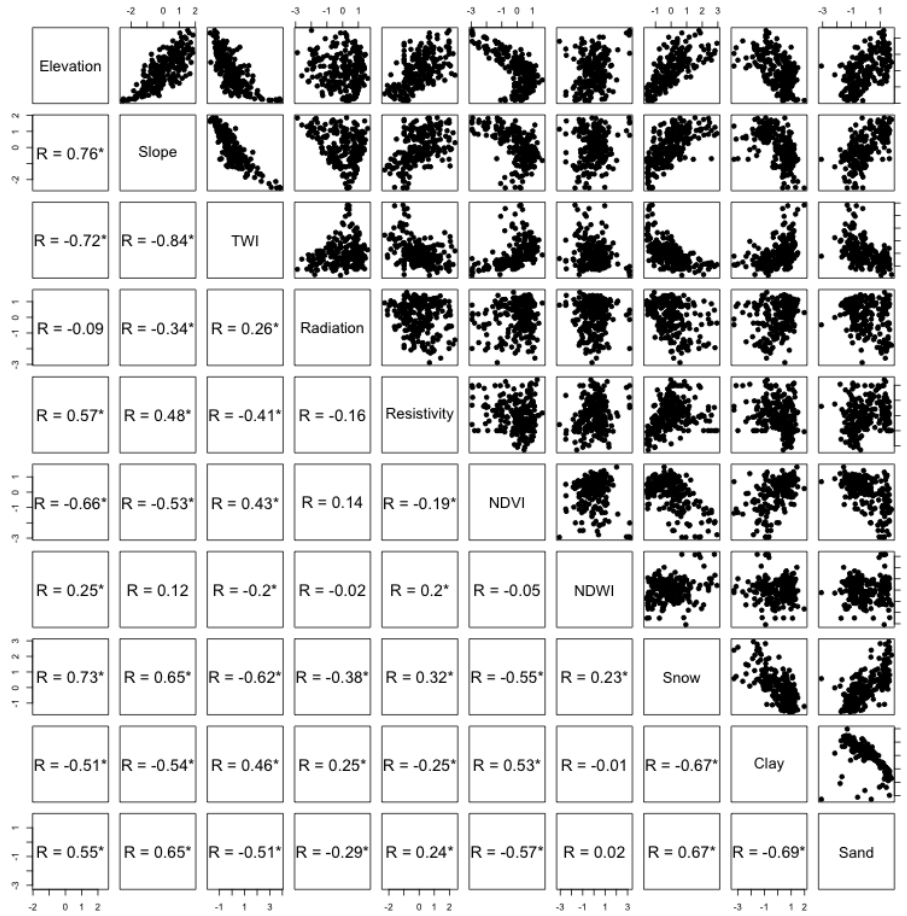 -2 -1 0 1 2
-3 -1 0 1
-2 0 1 2
-3 -1 0 1
-1 0 1 2 3
-3 -1 1
Elevation
R = 0.76* Slope
-2 0 1 2
R = -0.72* R = -0.84* TWI
R = -0.09 R = -0.34* R = 0.26* Radiation
-3 -1 0 1
R = 0.57* R = 0.48* R = -0.41* R = -0.16 Resistivity
R = -0.66* R = -0.53* R = 0.43* R = 0.14 R = -0.19* NDVI
-3 -1 0 1
R = 0.25* R = 0.12 R = -0.2* R = -0.02 R = 0.2* R = -0.05 NDWI
R = 0.73* R = 0.65* R = -0.62* R = -0.38* R = 0.32* R = -0.55* R = 0.23* Snow
-1 0 1 2 3
R = -0.51* R = -0.54* R = 0.46* R = 0.25* R = -0.25* R = 0.53* R = -0.01 R = -0.67* Clay
R = 0.55* R = 0.65* R = -0.51* R = -0.29* R = 0.24* R = -0.57* R = 0.02 R = 0.67* R = -0.69* Sand
-3 -1 1
-2 0 1 2
-1 1 2 3 4
-2 0 1 2
-3 -1 1 3
-3 -1 0 1 2